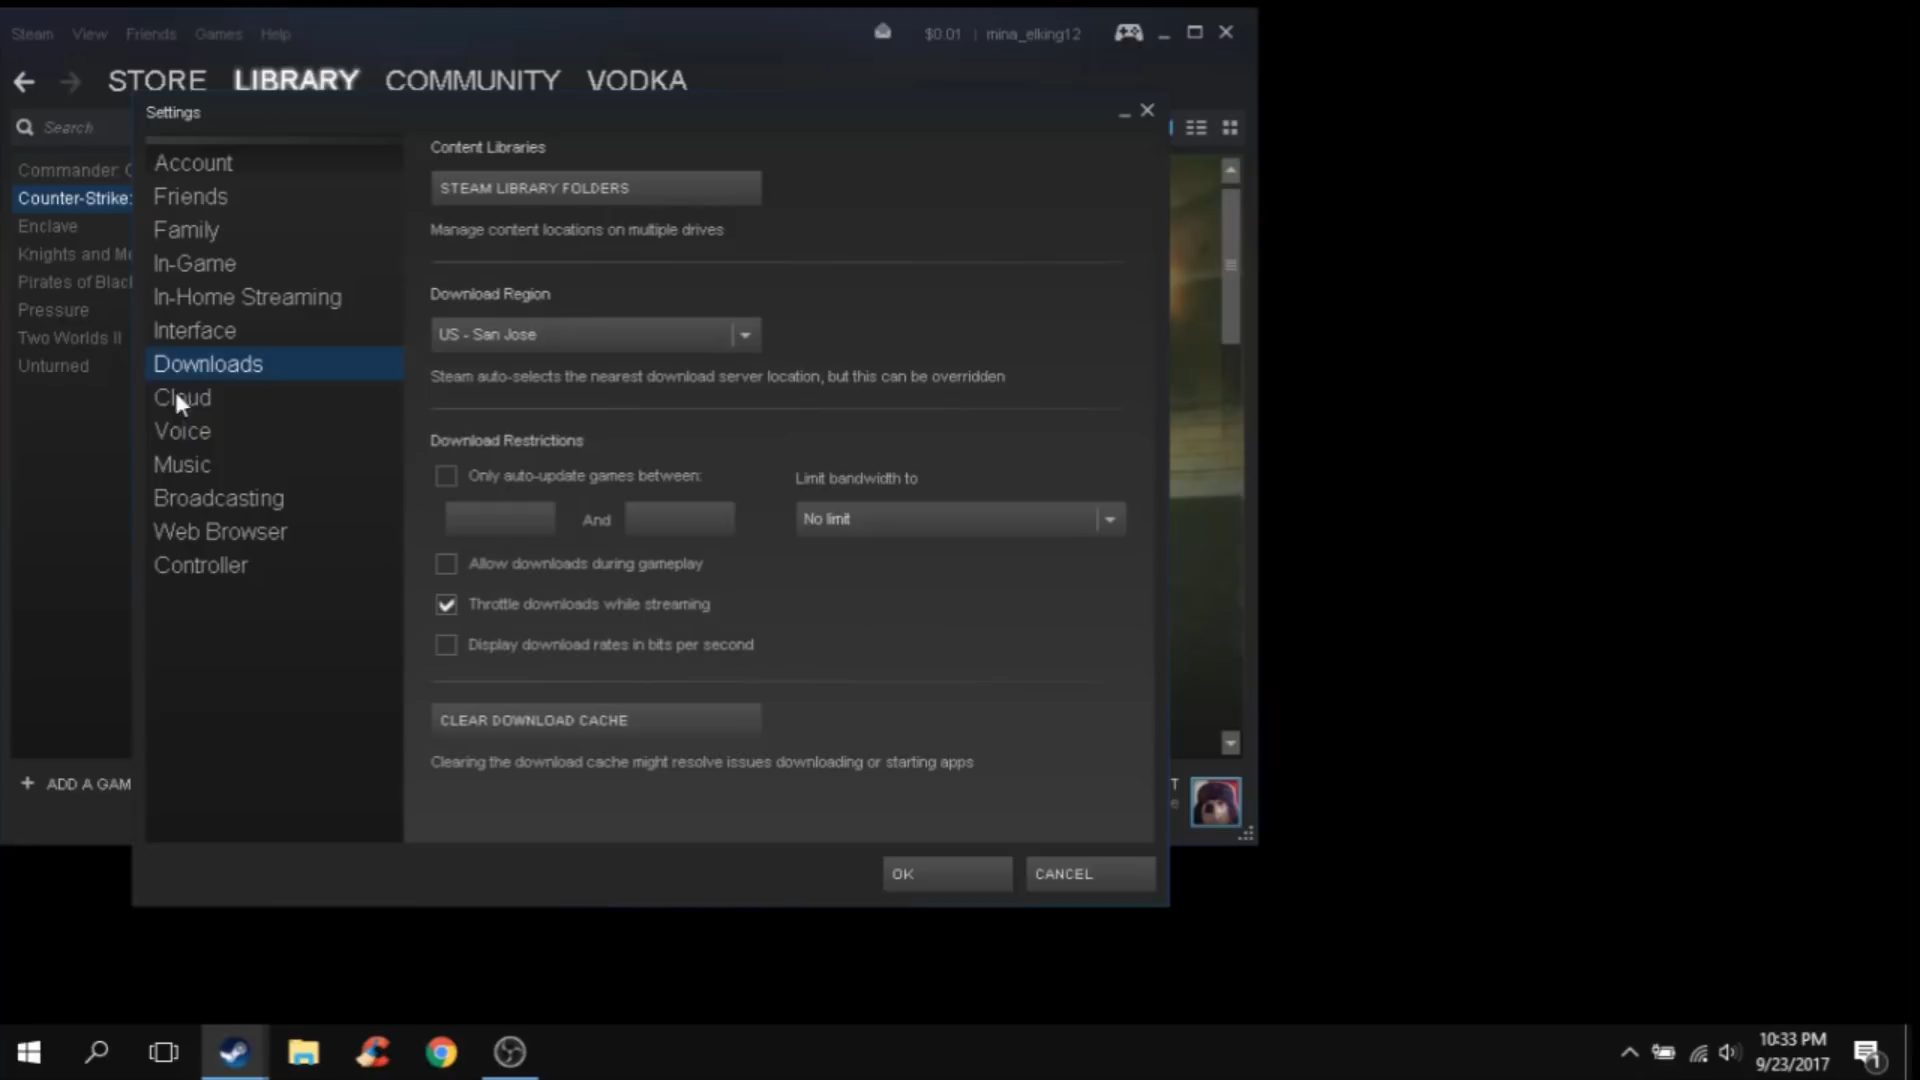 Steam View Friends Games Help
$0.01 | mina_elking12
STORE LIBRARY COMMUNITY VODKA
Search
Settings
Commander:
Counter-Strike:
Enclave
Knights and
Pirates of
Pressure
Two Worlds II
Unturned
+ ADD A GAM
Account
Friends
Family
In-Game
In-Home Streaming
Interface
Downloads
Cloud
Voice
Music
Broadcasting
Web Browser
Controller
Content Libraries
STEAM LIBRARY FOLDERS
Manage content locations on multiple drives
Download Region
US - San Jose
Steam auto-selects the nearest download server location, but this can be overridden
Download Restrictions
Only auto-update games between:
And
Limit bandwidth to
No limit
Allow downloads during gameplay
Throttle downloads while streaming
Display download rates in bits per second
CLEAR DOWNLOAD CACHE
Clearing the download cache might resolve issues downloading or starting apps
OK CANCEL
10:33 PM
9/23/2017
1